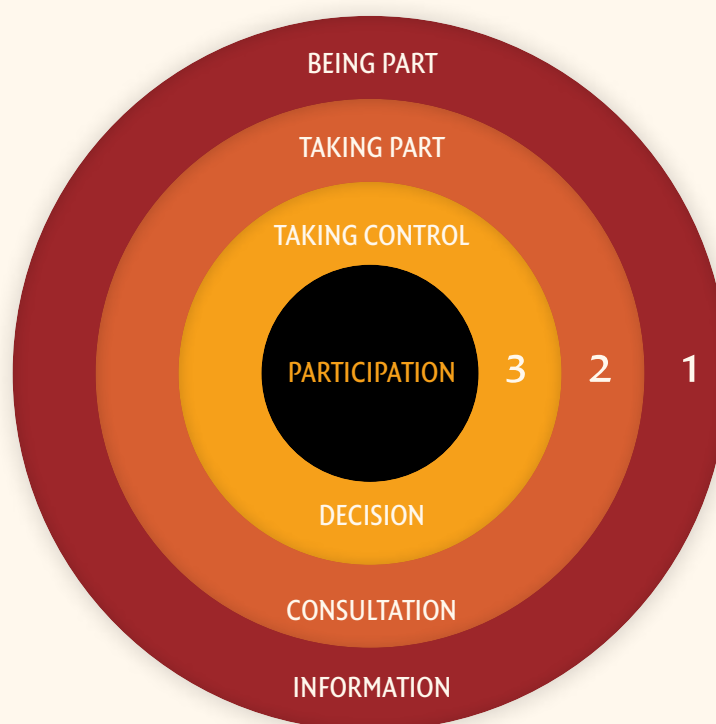 BEING PART
TAKING PART
TAKING CONTROL
PARTICIPATION 3 2 1
DECISION
CONSULTATION
INFORMATION